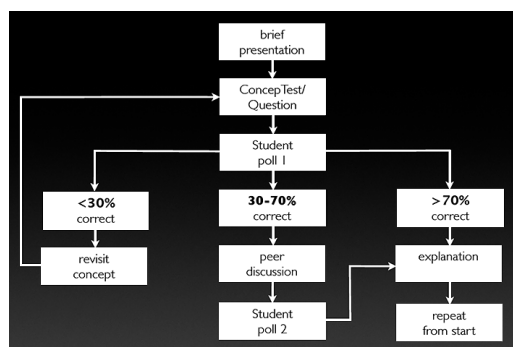 brief
presentation
ConcepTest/
Question
Student
poll 1
<30%
correct
30-70%
correct
>70%
correct
revisit
concept
peer
discussion
explanation
Student
poll 2
repeat
from start